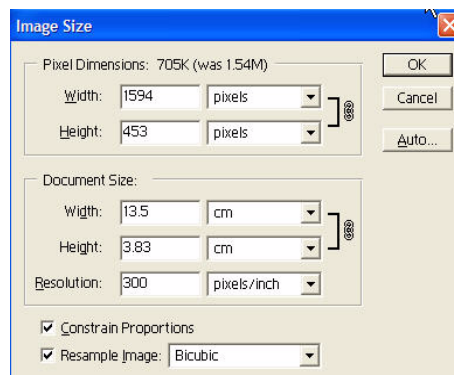 Image Size
Pixel Dimensions: 705K (was 1.54M)
OK
Width: 1594 pixels
Cancel
Height: 453 pixels
Auto...
Document Size:
Width: 13.5 cm
Height: 3.83 cm
Resolution: 300 pixels/inch
Constrain Proportions
Resample Image: Bicubic